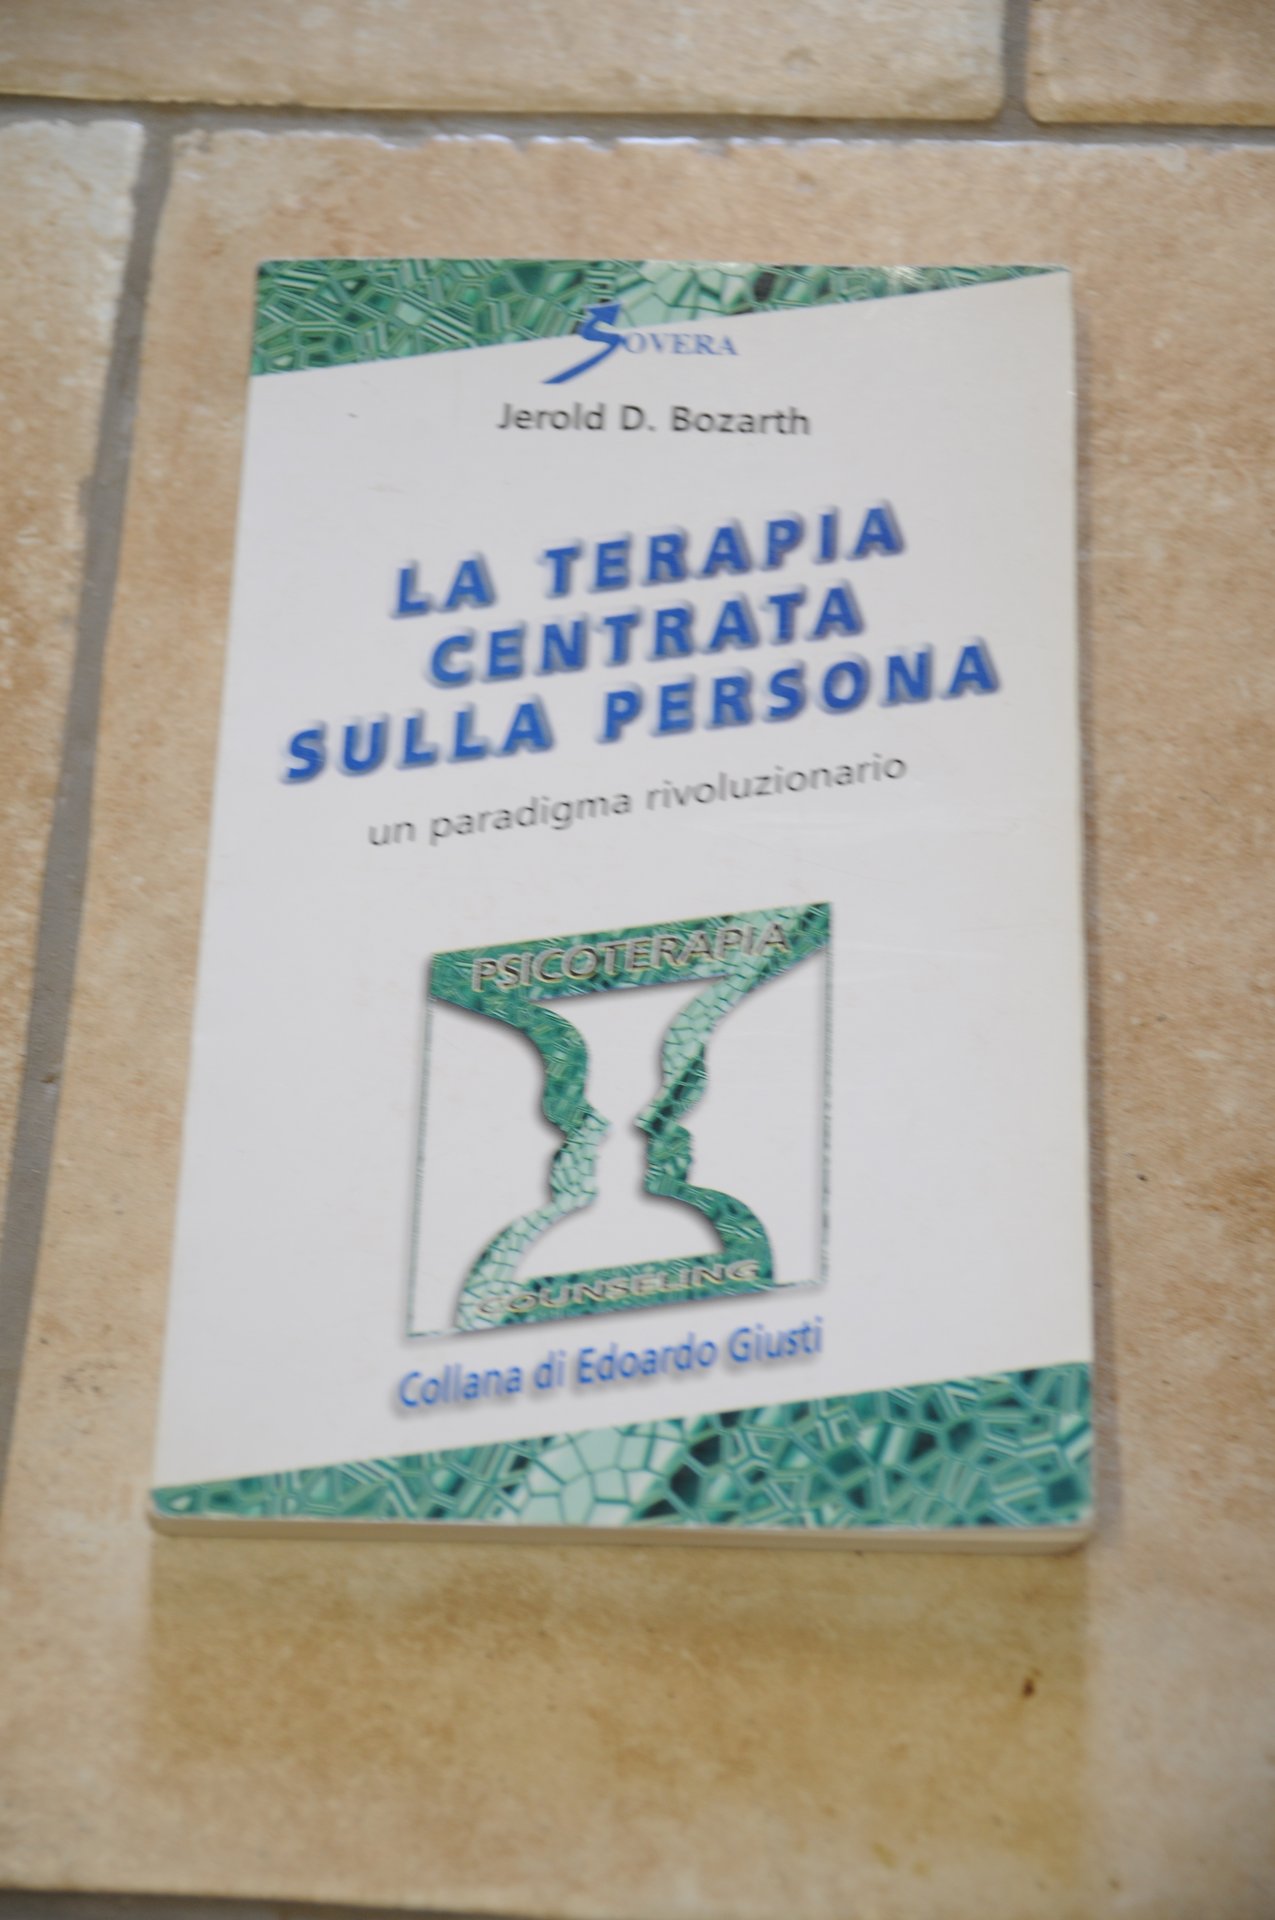 SOVERA
Jerold D. Bozarth
LA TERAPIA
CENTRATA
SULLA PERSONA
un paradigma rivoluzionario
PSICOTERAPIA
COUNSELING
Collana di Edoardo Giusti